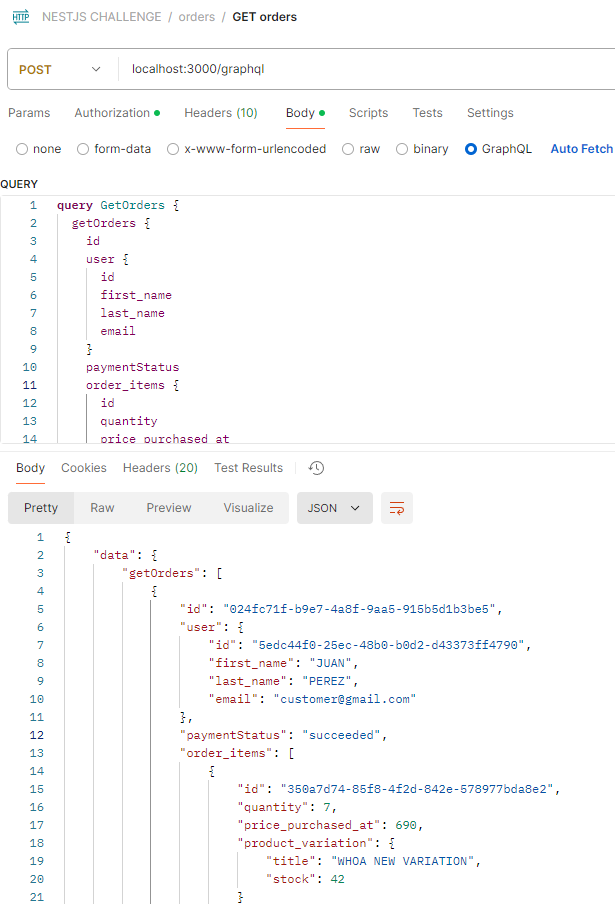 HTTP NESTJS CHALLENGE / orders / GET orders
POST localhost:3000/graphql
Params Authorization Headers (10) Body Scripts Tests Settings
none form-data x-www-form-urlencoded raw binary GraphQL Auto Fetch
QUERY
1 query GetOrders {
2 getOrders {
3 id
4 user {
5 id
6 first_name
7 last_name
8 email
9 }
10 paymentStatus
11 order_items {
12 id
13 quantity
14 price_purchased_at
Body Cookies Headers (20) Test Results
Pretty Raw Preview Visualize JSON
1 {
2 "data": {
3 "getOrders": [
4 {
5 "id": "024fc71f-b9e7-4a8f-9aa5-915b5d1b3be5",
6 "user": {
7 "id": "5edc44f0-25ec-48b0-b0d2-d43373ff4790",
8 "first_name": "JUAN",
9 "last_name": "PEREZ",
10 "email": "customer@gmail.com"
11 },
12 "paymentStatus": "succeeded",
13 "order_items": [
14 {
15 "id": "350a7d74-85f8-4f2d-842e-578977bda8e2",
16 "quantity": 7,
17 "price_purchased_at": 690,
18 "product_variation": {
19 "title": "WHOA NEW VARIATION",
20 "stock": 42
21 }